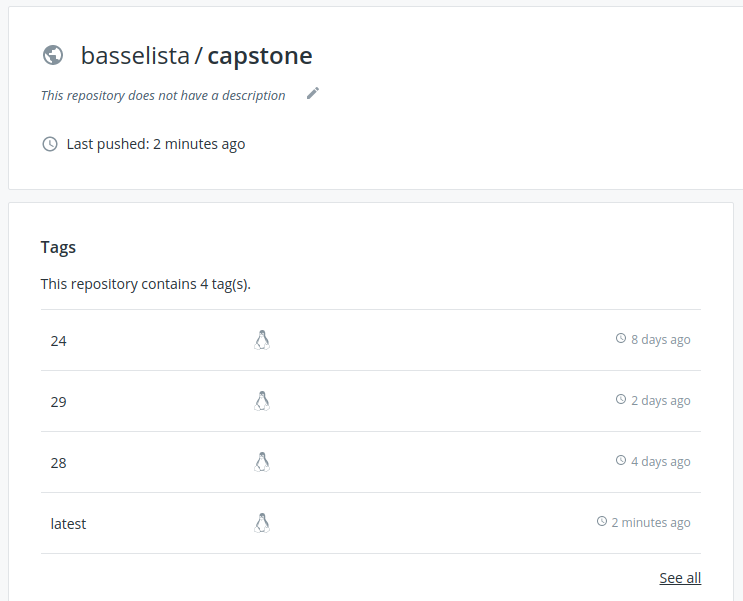 basselista / capstone
This repository does not have a description
Last pushed: 2 minutes ago
Tags
This repository contains 4 tag(s).
24 8 days ago
29 2 days ago
28 4 days ago
latest 2 minutes ago
See all